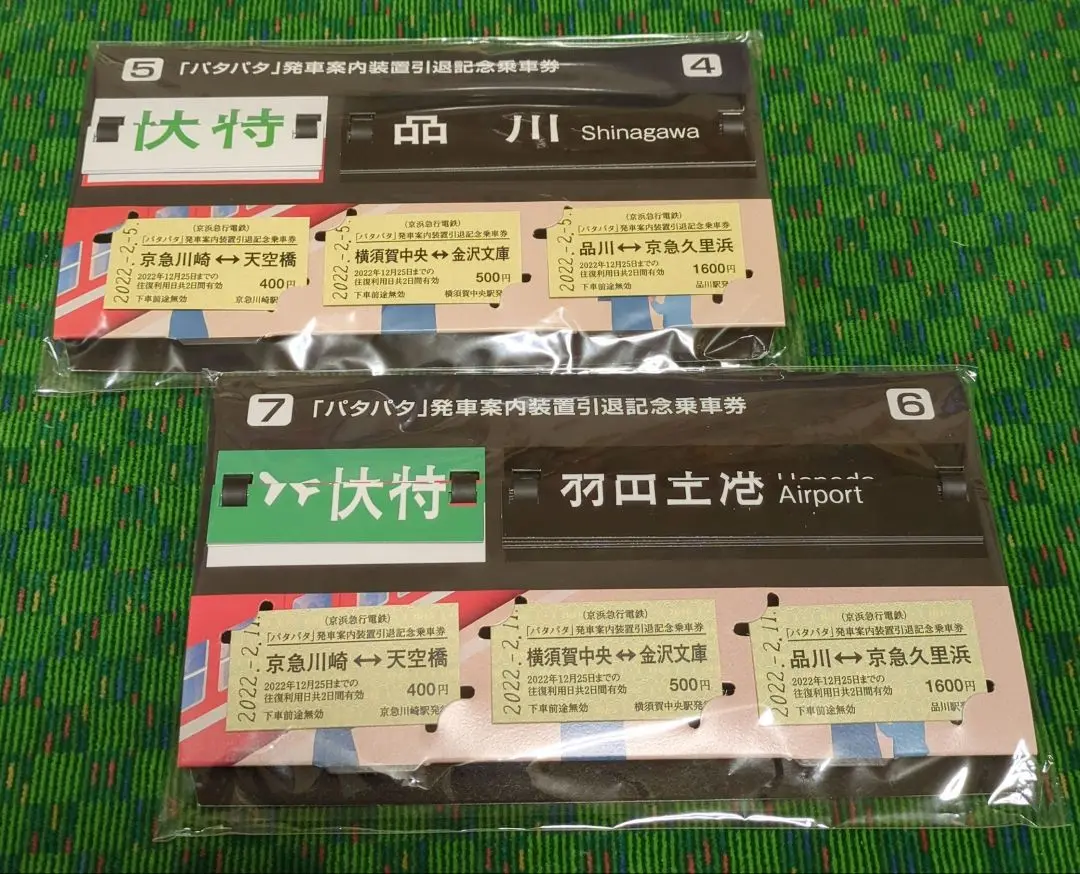 5 「パタパタ」発車案内装置引退記念乗車券 4
快特
品川 Shinagawa
2022.-2.-5.
(京浜急行電鉄)
「パタパタ」発車案内装置引退記念乗車券
京急川崎↔天空橋
2022年12月25日までの
往復利用日共2日間有効
400円
下車前途無効
京急川崎駅
2022.-2.-5.
(京浜急行電鉄)
「パタパタ」発車案内装置引退記念乗車券
横須賀中央↔金沢文庫
2022年12月25日までの
往復利用日共2日間有効
500円
下車前途無効
横須賀中央駅発
2022.-2.-5.
(京浜急行電鉄)
「パタパタ」発車案内装置引退記念乗車券
品川↔京急久里浜
2022年12月25日までの
往復利用日共2日間有効
1600円
下車前途無効
品川駅発
7 「パタパタ」発車案内装置引退記念乗車券 6
快特
羽田空港
Airport
2022.-2.11.
(京浜急行電鉄)
「パタパタ」発車案内装置引退記念乗車券
京急川崎↔天空橋
2022年12月25日までの
往復利用日共2日間有効
400円
下車前途無効
京急川崎駅発
2022.-2.11.
(京浜急行電鉄)
「パタパタ」発車案内装置引退記念乗車券
横須賀中央↔金沢文庫
2022年12月25日までの
往復利用日共2日間有効
500円
下車前途無効
横須賀中央駅発
2022.-2.11.
(京浜急行電鉄)
「パタパタ」発車案内装置引退記念乗車券
品川↔京急久里浜
2022年12月25日までの
往復利用日共2日間有効
1600円
下車前途無効
品川駅